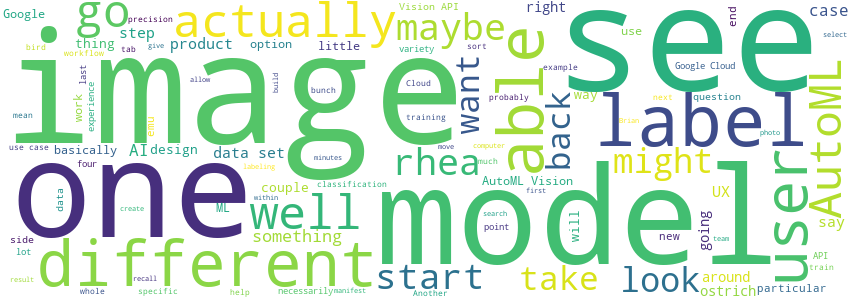 Google go step thing product option bird precision workflow tab give last
actually maybe Vision API variety sort little
image see
right end case use Google Cloud select
able want back way example probably
Cloud bunch training minutes build allow
mean work experience emu
use case basically AI design data set four labeling
label AutoML question next Brian photo computer move
one model
rhea might user UX say
data ML couple classification within create
well AutoML Vision much first search point will
new going team API train
side lot something different
start take look around ostrich particular
result whole specific recall help necessarily manifest Another